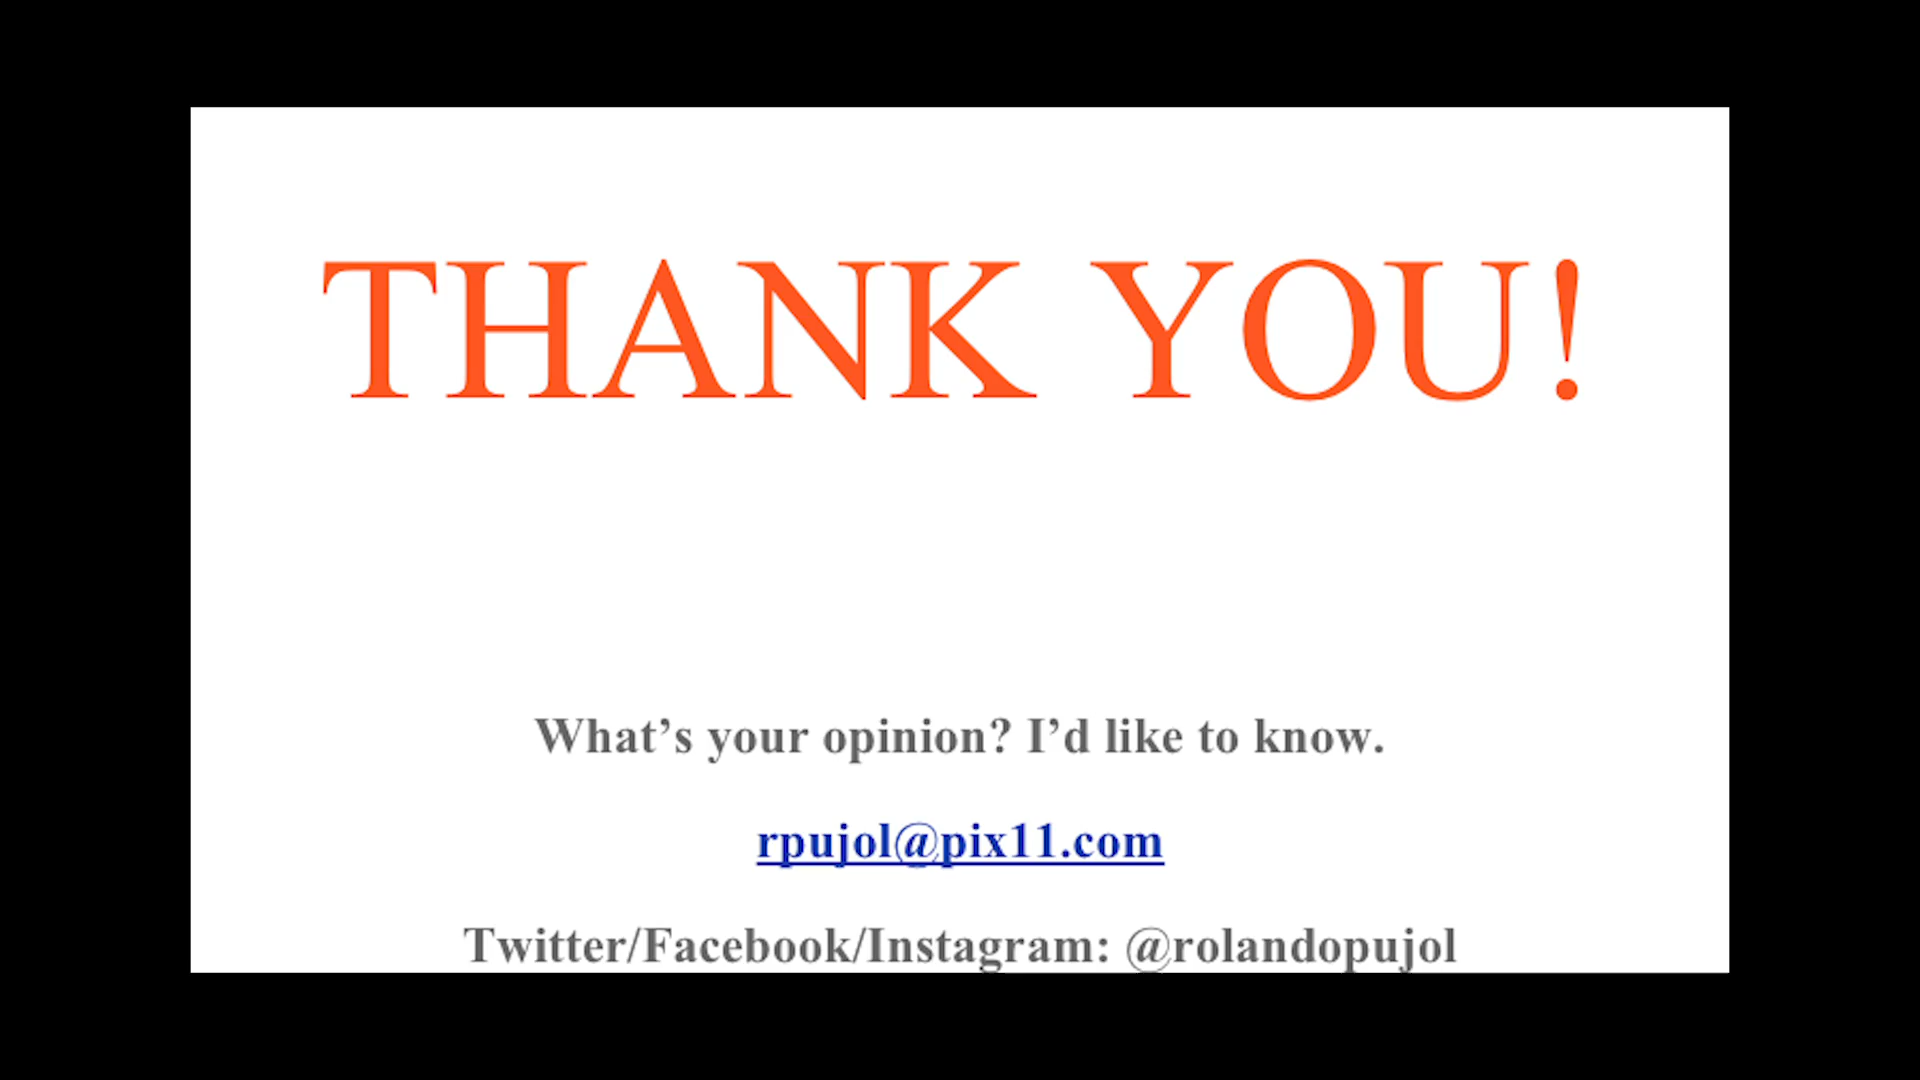 THANK YOU!
What’s your opinion? I’d like to know.
rpujol@pix11.com
Twitter/Facebook/Instagram: @rolandopujol